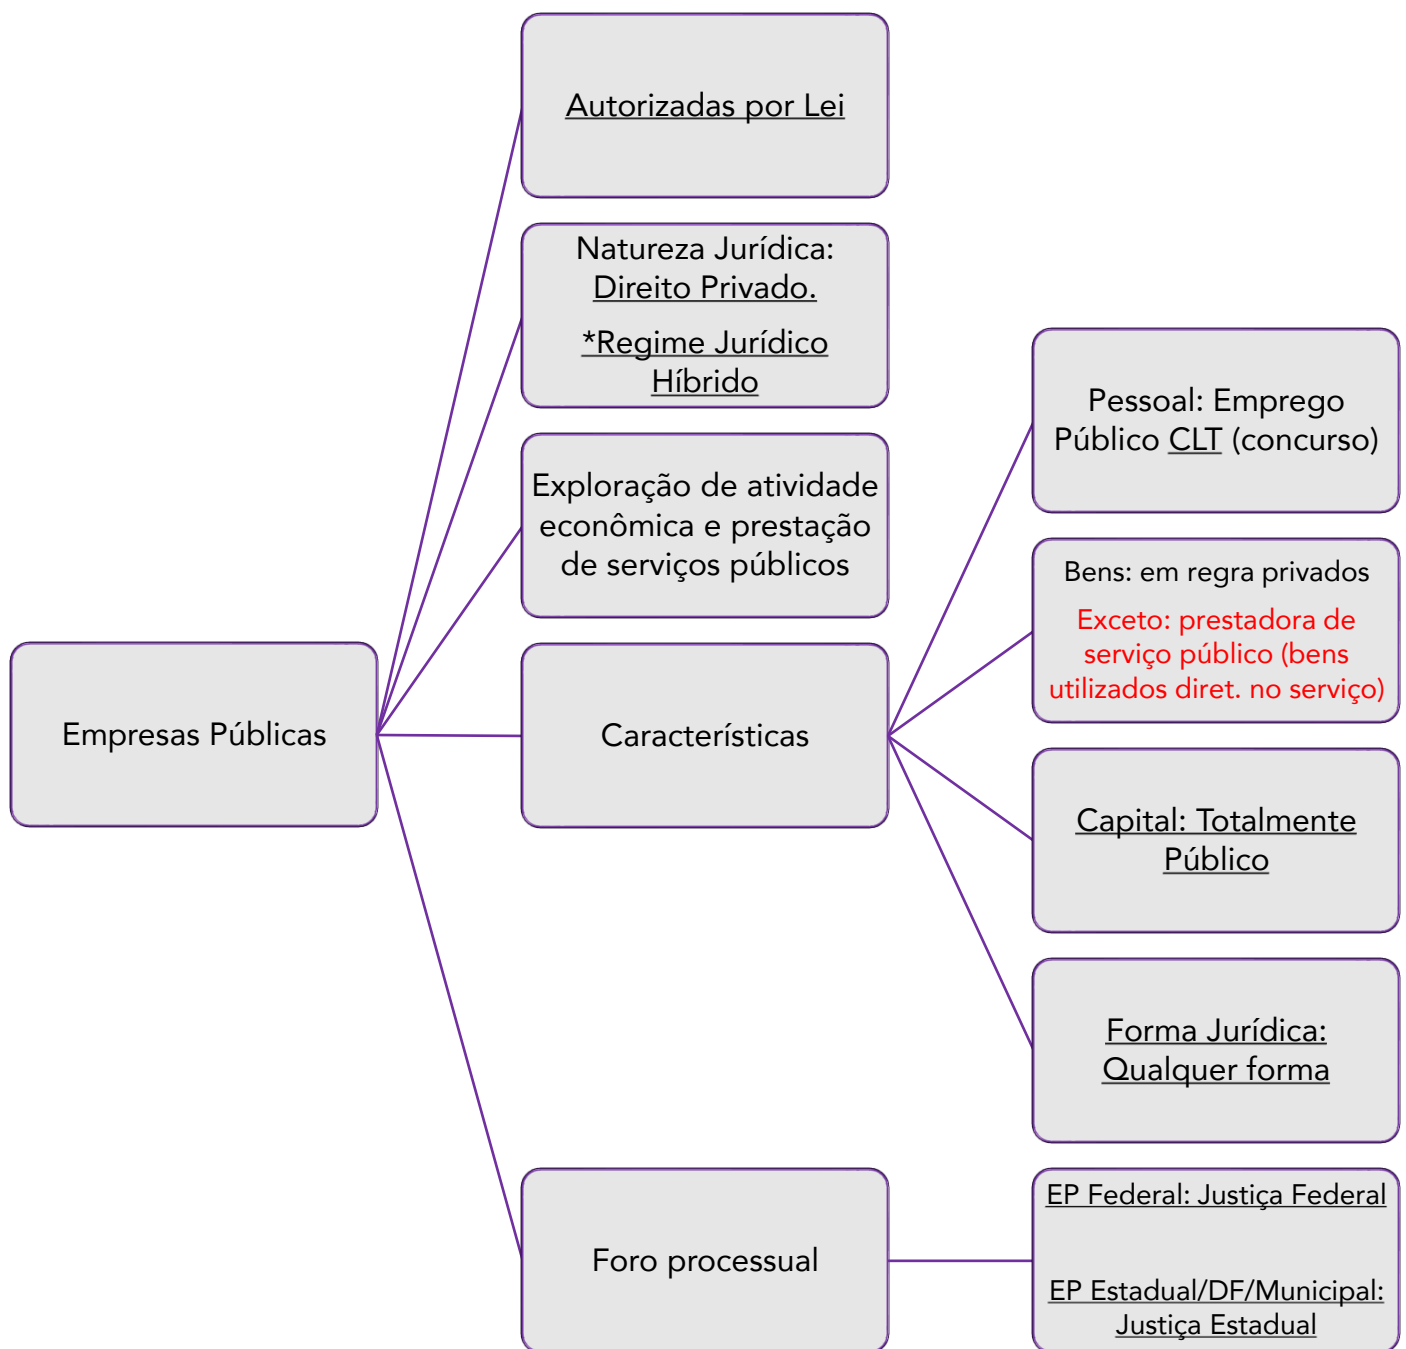 Autorizadas por Lei
Natureza Jurídica:
Direito Privado.
*Regime Jurídico
Híbrido
Exploração de atividade
econômica e prestação
de serviços públicos
Empresas Públicas
Características
Pessoal: Emprego
Público CLT (concurso)
Bens: em regra privados
Exceto: prestadora de
serviço público (bens
utilizados diret. no serviço)
Capital: Totalmente
Público
Forma Jurídica:
Qualquer forma
Foro processual
EP Federal: Justiça Federal
EP Estadual/DF/Municipal:
Justiça Estadual